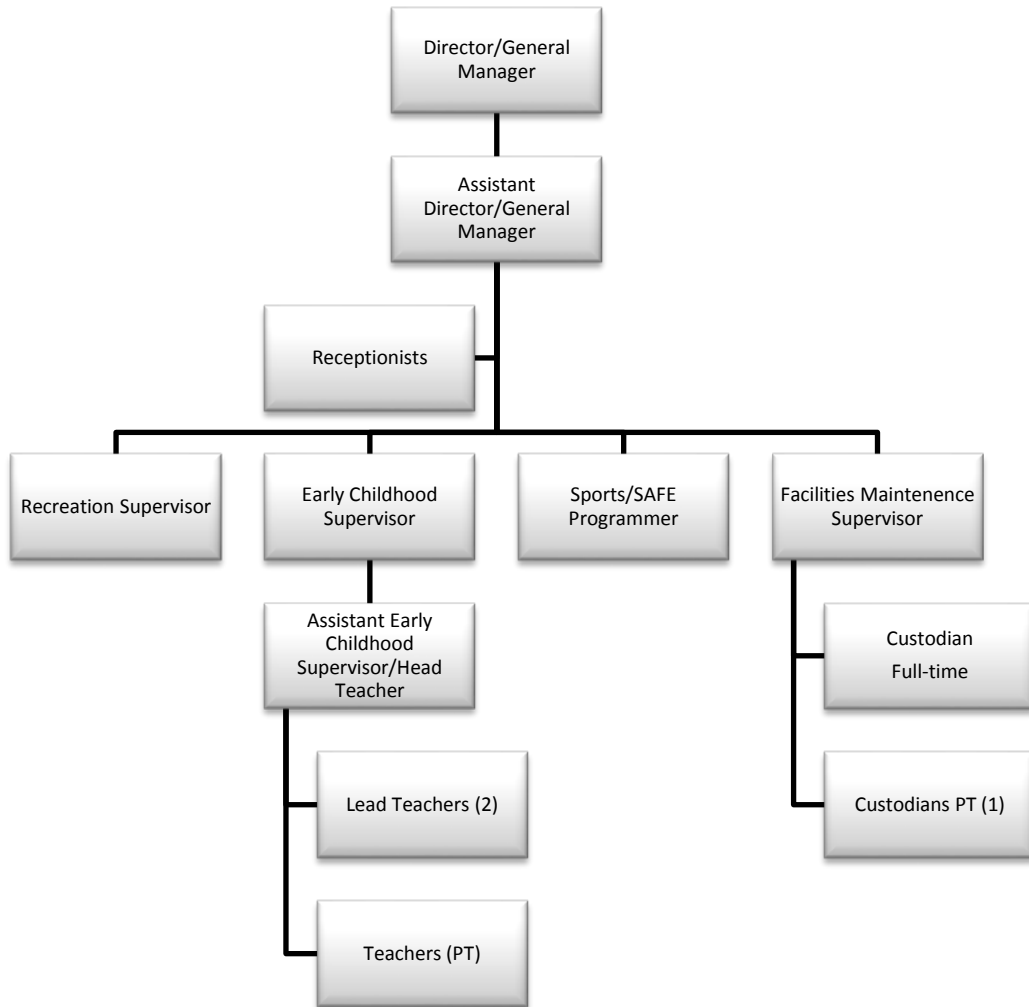 Director/General
Manager
Assistant
Director/General
Manager
Receptionists
Recreation Supervisor
Early Childhood
Supervisor
Sports/SAFE
Programmer
Facilities Maintenence
Supervisor
Assistant Early
Childhood
Supervisor/Head
Teacher
Custodian
Full-time
Lead Teachers (2)
Custodians PT (1)
Teachers (PT)